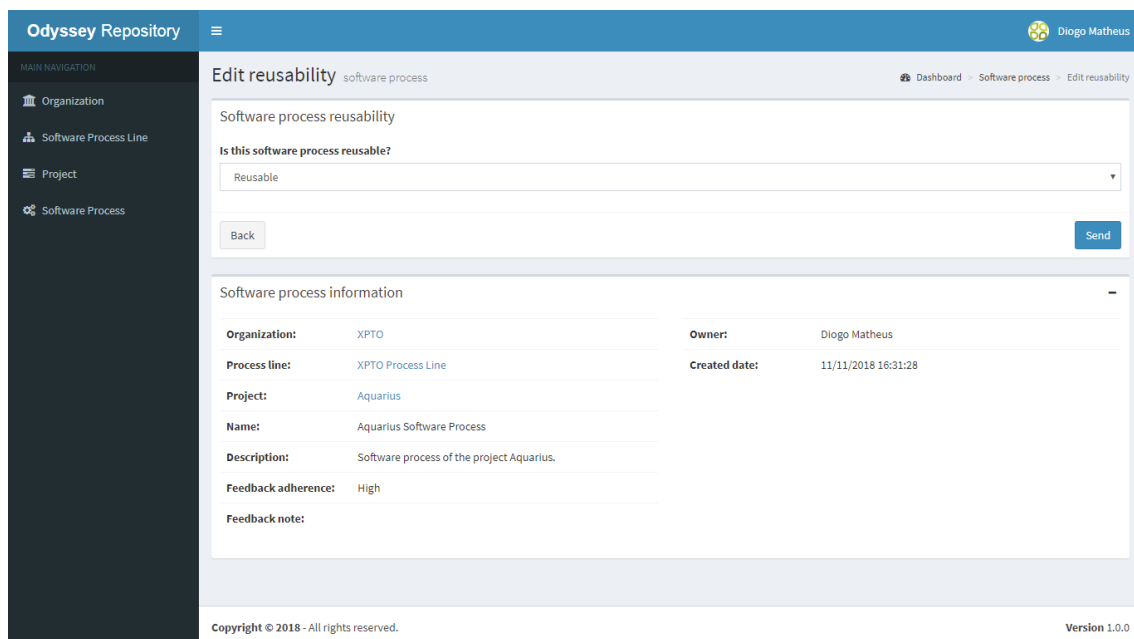 Odyssey Repository
Diogo Matheus
MAIN NAVIGATION
Organization
Software Process Line
Project
Software Process
Edit reusability software process
Dashboard > Software process > Edit reusability
Software process reusability
Is this software process reusable?
Reusable
Back
Send
Software process information
Organization: XPTO
Process line: XPTO Process Line
Project: Aquarius
Name: Aquarius Software Process
Description: Software process of the project Aquarius.
Feedback adherence: High
Feedback note:
Owner: Diogo Matheus
Created date: 11/11/2018 16:31:28
Copyright © 2018 - All rights reserved.
Version 1.0.0